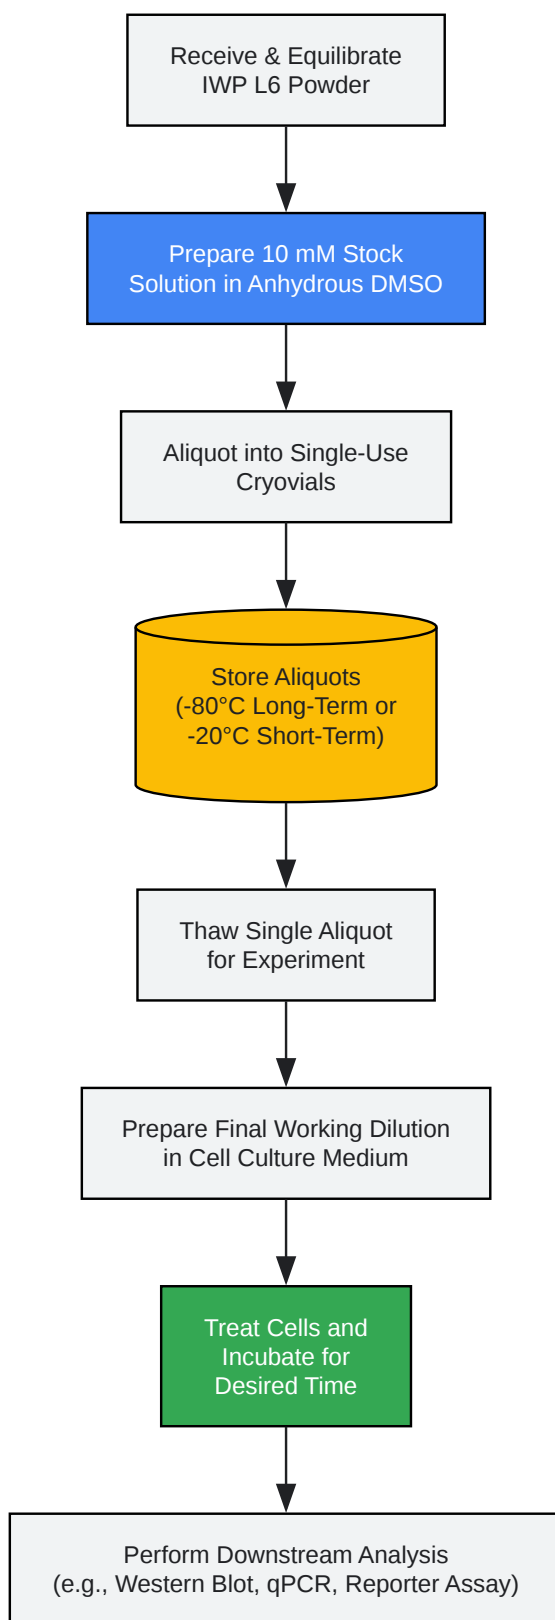 Receive & Equilibrate
IWP L6 Powder
Prepare 10 mM Stock
Solution in Anhydrous DMSO
Aliquot into Single-Use
Cryovials
Store Aliquots
(-80°C Long-Term or
-20°C Short-Term)
Thaw Single Aliquot
for Experiment
Prepare Final Working Dilution
in Cell Culture Medium
Treat Cells and
Incubate for
Desired Time
Perform Downstream Analysis
(e.g., Western Blot, qPCR, Reporter Assay)